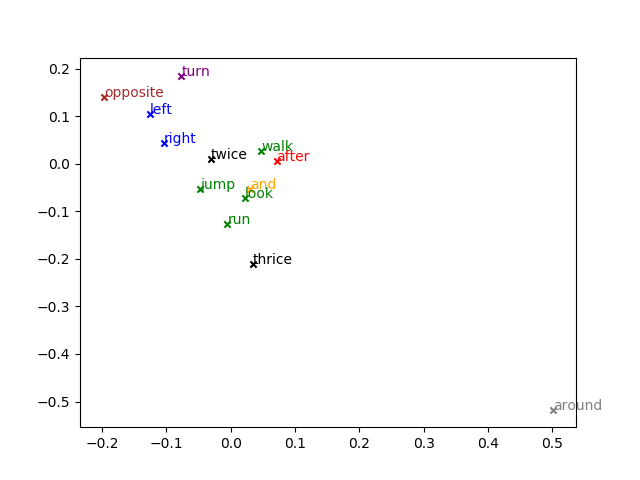 0.2
0.1
0.0
−0.1
−0.2
−0.3
−0.4
−0.5
turn
opposite
left
right
twice
walk
after
jump
and
look
run
thrice
around
−0.2 −0.1 0.0 0.1 0.2 0.3 0.4 0.5